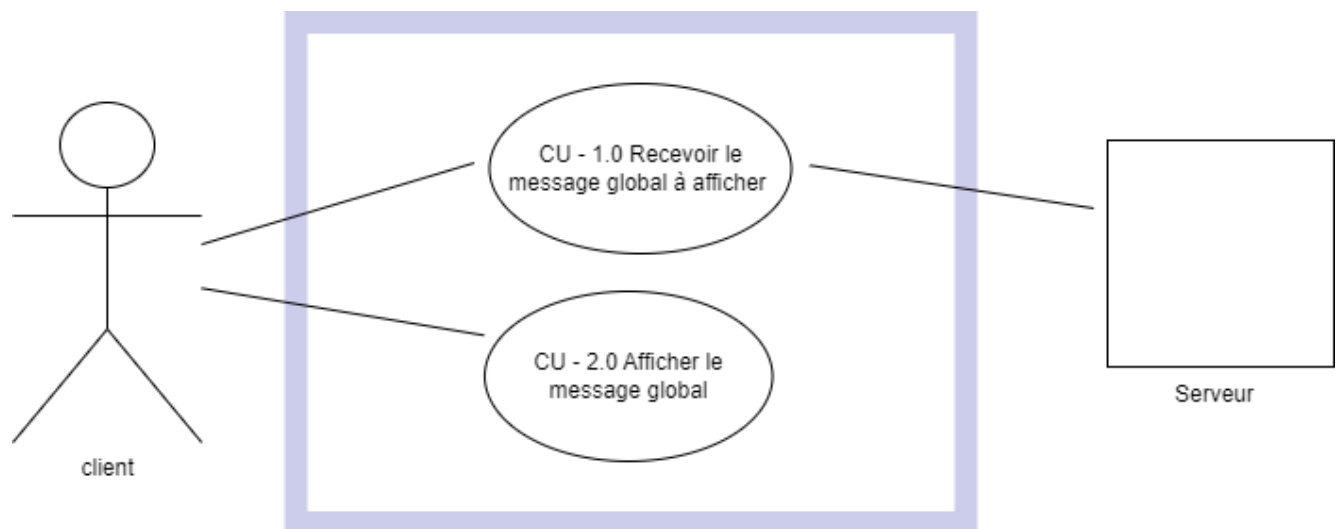 CU - 1.0 Recevoir le
message global à afficher
CU - 2.0 Afficher le
message global
Serveur
client